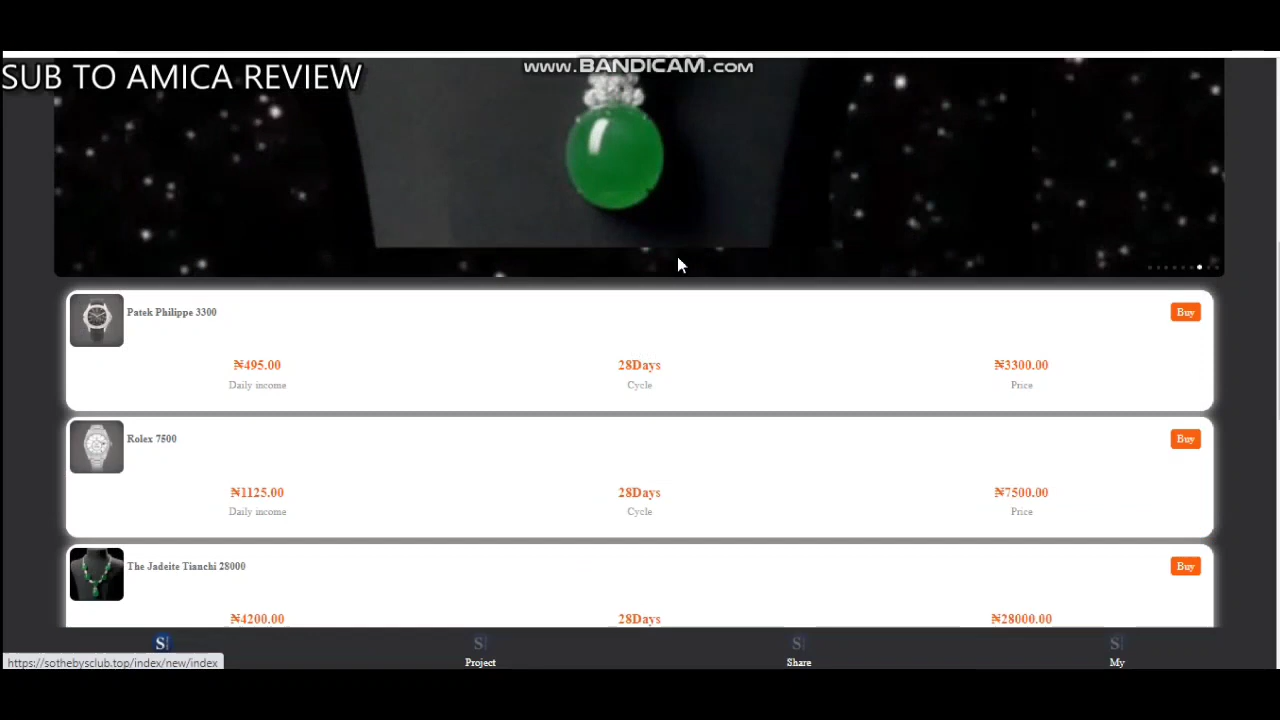 www.BANDICAM.com
SUB TO AMICA REVIEW
Patek Philippe 3300
Buy
₦495.00
28Days
₦3300.00
Daily income
Cycle
Price
Rolex 7500
Buy
₦1125.00
28Days
₦7500.00
Daily income
Cycle
Price
The Jadeite Tianchi 28000
Buy
₦4200.00
28Days
₦28000.00
S|
S|
S|
S|
https://sothebysclub.top/index/new/index
Project
Share
My